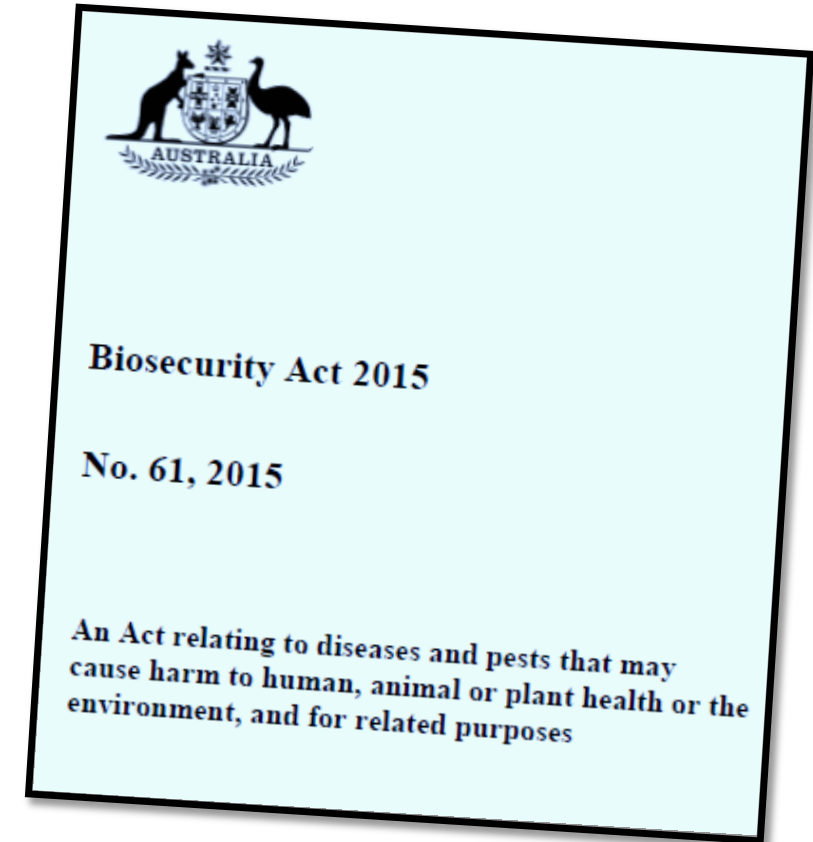 AUSTRALIA
Biosecurity Act 2015
No. 61, 2015
An Act relating to diseases and pests that may
cause harm to human, animal or plant health or the
environment, and for related purposes